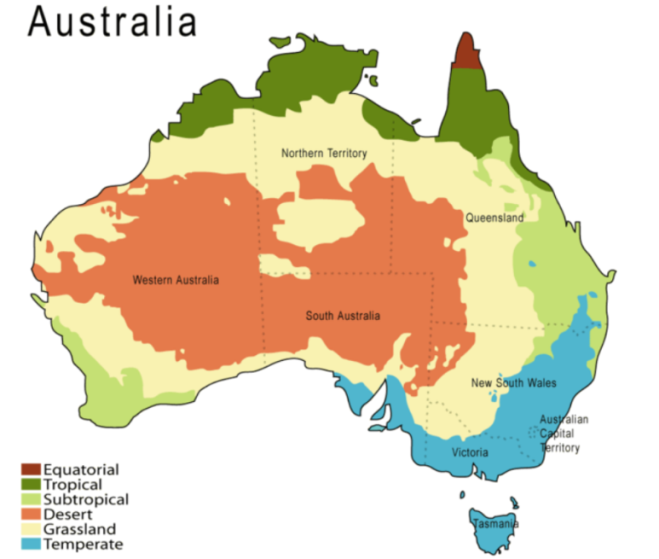 Australia
Northern Territory
Queensland
Western Australia
South Australia
New South Wales
Australian
Capital
Territory
Victoria
Tasmania
Equatorial
Tropical
Subtropical
Desert
Grassland
Temperate